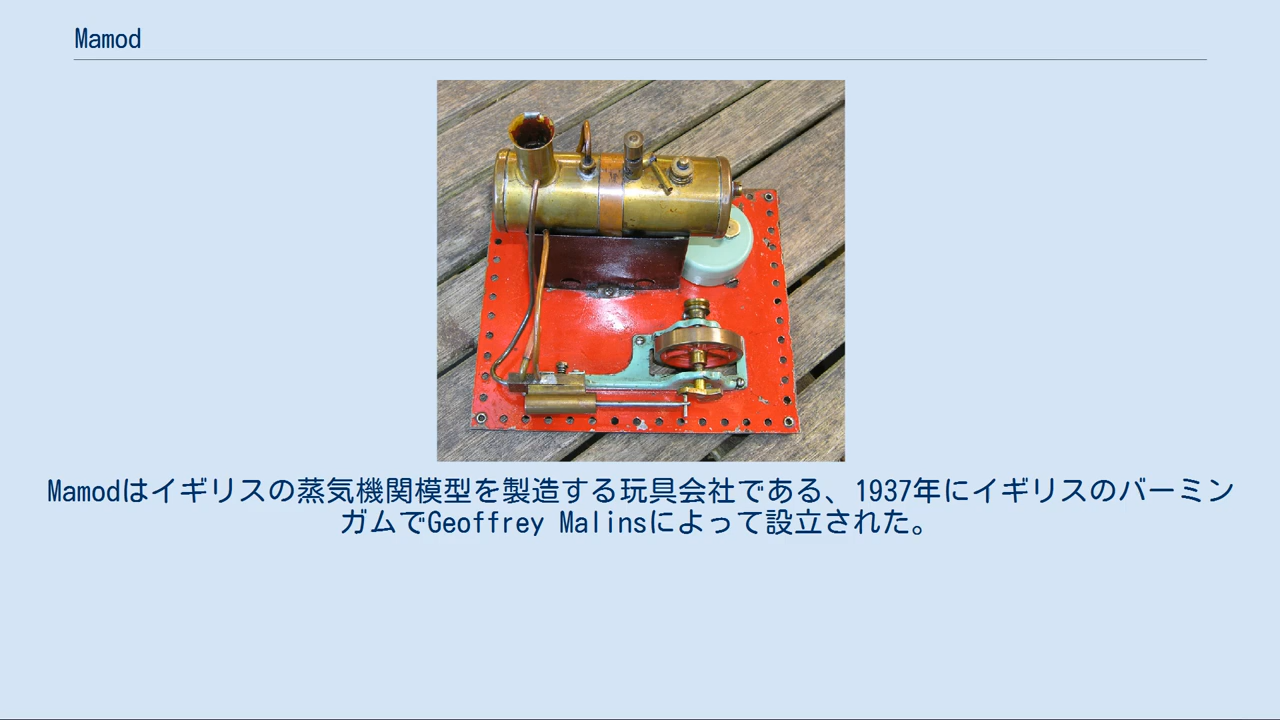 Mamod
Mamodはイギリスの蒸気機関模型を製造する玩具会社である、1937年にイギリスのバーミン
ガムでGeoffrey Malinsによって設立された。